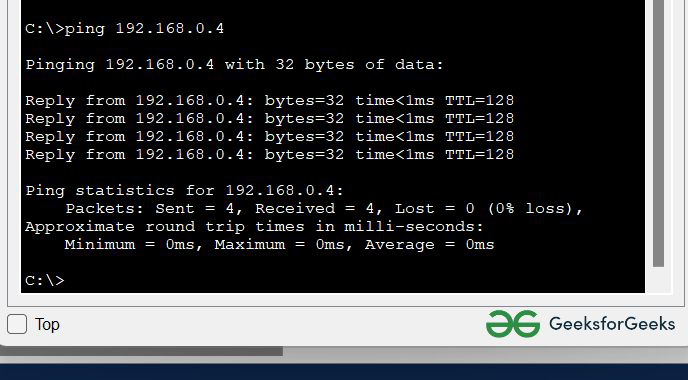 C:\>ping 192.168.0.4
Pinging 192.168.0.4 with 32 bytes of data:
Reply from 192.168.0.4: bytes=32 time<1ms TTL=128
Reply from 192.168.0.4: bytes=32 time<1ms TTL=128
Reply from 192.168.0.4: bytes=32 time<1ms TTL=128
Reply from 192.168.0.4: bytes=32 time<1ms TTL=128
Ping statistics for 192.168.0.4:
    Packets: Sent = 4, Received = 4, Lost = 0 (0% loss),
Approximate round trip times in milli-seconds:
    Minimum = 0ms, Maximum = 0ms, Average = 0ms
C:\>
Top
GeeksforGeeks